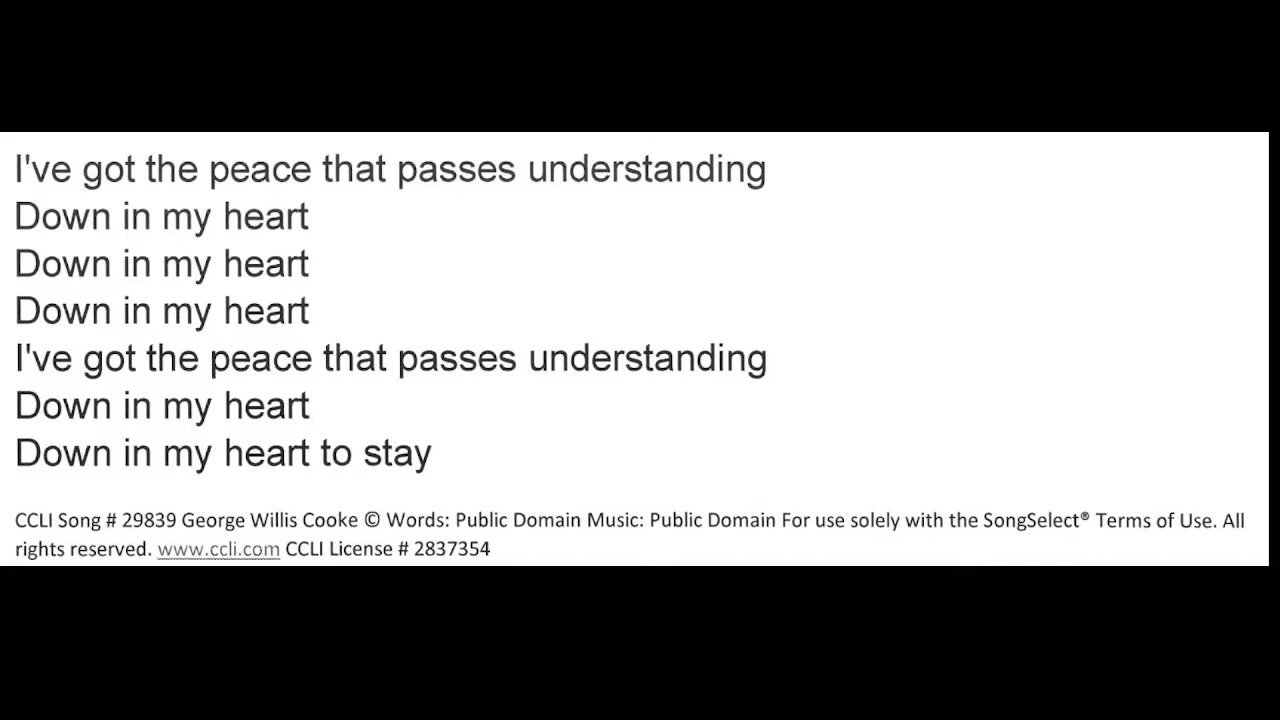 I've got the peace that passes understanding
Down in my heart
Down in my heart
Down in my heart
I've got the peace that passes understanding
Down in my heart
Down in my heart to stay
CCLI Song # 29839 George Willis Cooke © Words: Public Domain Music: Public Domain For use solely with the SongSelect® Terms of Use. All
rights reserved. www.ccli.com CCLI License # 2837354